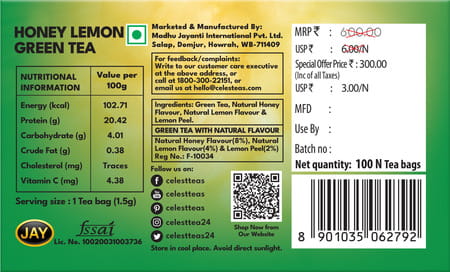 HONEY LEMON
GREEN TEA
NUTRITIONAL INFORMATION Value per 100g
Energy (kcal) 102.71
Protein (g) 20.42
Carbohydrate (g) 4.01
Crude Fat (g) 0.38
Cholesterol (mg) Traces
Vitamin C (mg) 4.38
Serving size : 1 Tea bag (1.5g)
JAY
fssai
Lic. No. 10020031003736
Marketed & Manufactured By:
Madhu Jayanti International Pvt. Ltd.
Salap, Domjur, Howrah, WB-711409
For feedback/complaints:
Write to our customer care executive
at the above address, or
call at 1800-300-22151, or
email us at hello@celesteas.com
Ingredients: Green Tea, Natural Honey
Flavour, Natural Lemon Flavour &
Lemon Peel.
GREEN TEA WITH NATURAL FLAVOUR
Natural Honey Flavour(8%), Natural
Lemon Flavour(4%) & Lemon Peel(2%)
Reg No.: F-10034
Follow us on:
celestteas
celestteas
celestteas
celestteas
celesttea24
celestteas24
Shop Now from
Our Website
Store in cool place. Avoid direct sunlight.
MRP ₹ : 600.00
USP ₹ : 6.00/N
Special Offer Price ₹ : 300.00
(Inc of all Taxes)
USP ₹ : 3.00/N
MFD :
Use By :
Batch no :
Net quantity: 100 N Tea bags
8 901035 062792